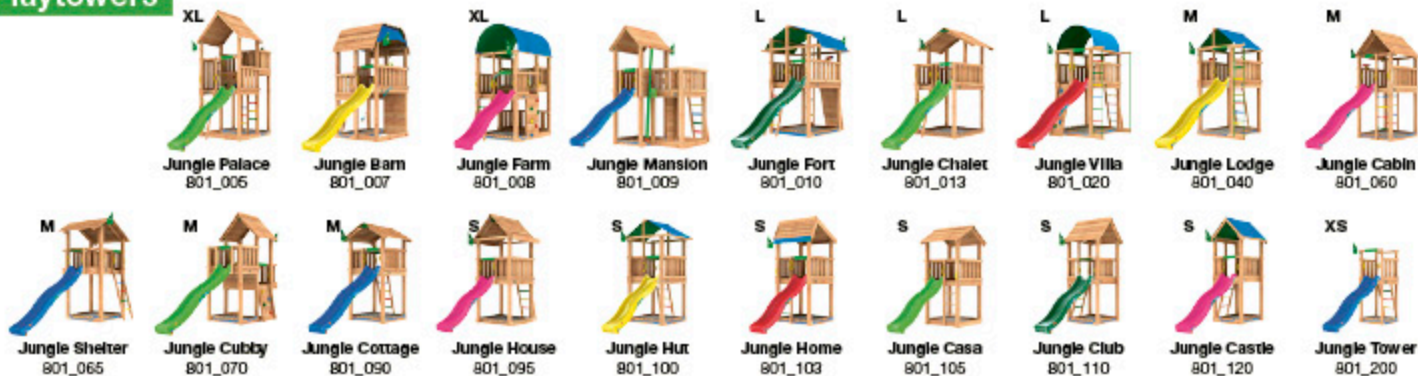 laytowers
XL XL L L L M M
Jungle Palace Jungle Barn Jungle Farm Jungle Mansion Jungle Fort Jungle Chalet Jungle Villa Jungle Lodge Jungle Cabin
801_005 801_007 801_008 801_009 801_010 801_013 801_020 801_040 801_060
M M M S S S S S S XS
Jungle Shelter Jungle Cubby Jungle Cottage Jungle House Jungle Hut Jungle Home Jungle Casa Jungle Club Jungle Castle Jungle Tower
801_065 801_070 801_090 801_095 801_100 801_103 801_105 801_110 801_120 801_200